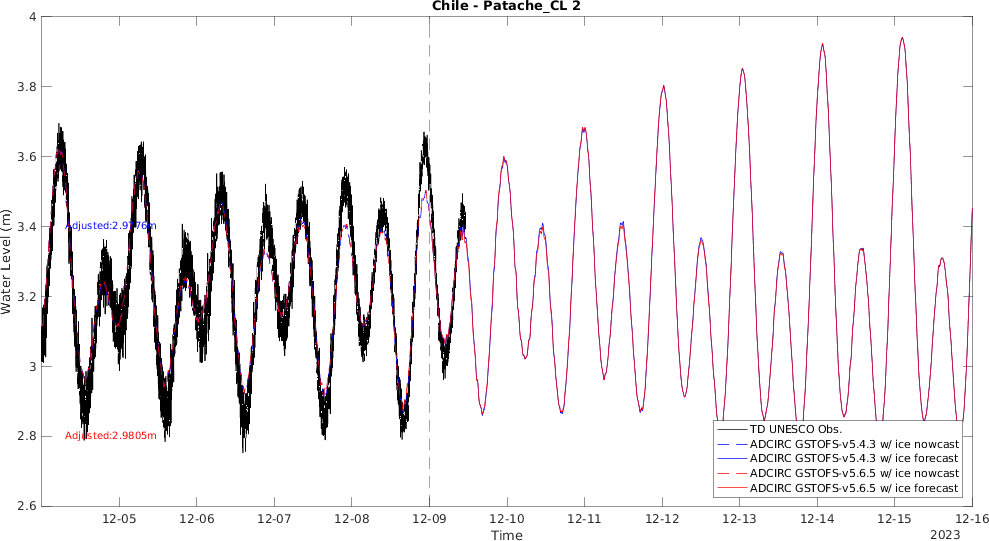 Chile - Patache_CL 2
4
3.8
3.6
3.4
3.2
3
2.8
2.6
Water Level (m)
Adjusted:2.9776m
Adjusted:2.9805m
TD UNESCO Obs.
ADCIRC GSTOFS-v5.4.3 w/ ice nowcast
ADCIRC GSTOFS-v5.4.3 w/ ice forecast
ADCIRC GSTOFS-v5.6.5 w/ ice nowcast
ADCIRC GSTOFS-v5.6.5 w/ ice forecast
12-05 12-06 12-07 12-08 12-09 12-10 12-11 12-12 12-13 12-14 12-15 12-16
Time
2023